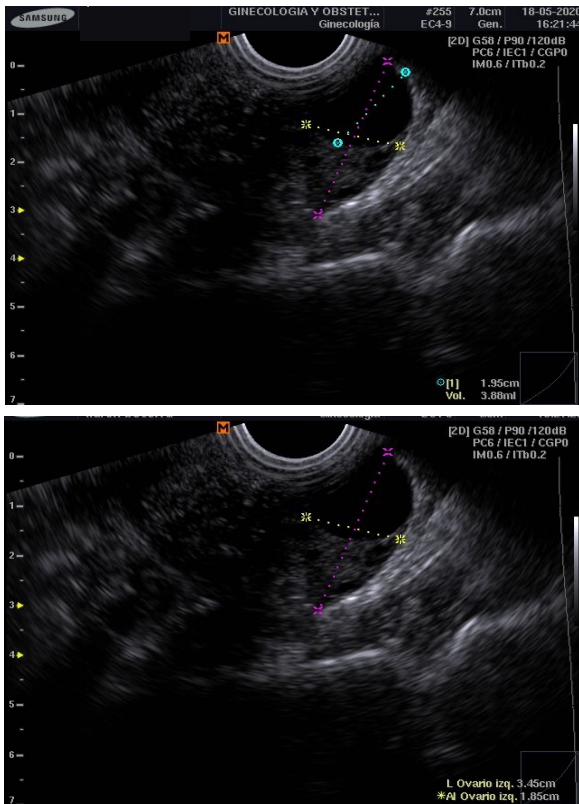 SAMSUNG
GINECOLOGIA Y OBSTET... #255 7.0cm 18-05-2020
Ginecología EC4-9 Gen. 16:21:44
M
[2D] G58 / P90 /120dB
PC6 / IEC1 / CGP0
IM0.6 / ITb0.2
0
1
2
3
4
5
6
7
[1] 1.95cm
Vol. 3.88ml
M
[2D] G58 / P90 /120dB
PC6 / IEC1 / CGP0
IM0.6 / ITb0.2
0
1
2
3
4
5
6
7
L Ovario izq. 3.45cm
Al Ovario izq. 1.85cm